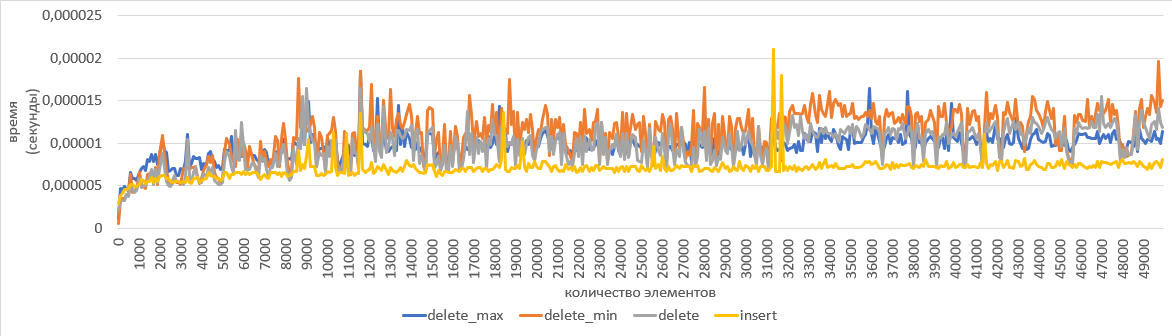 0,000025
0,00002
0,000015
0,00001
0,000005
0
время
(секунды)
0 1000 2000 3000 4000 5000 6000 7000 8000 9000 10000 11000 12000 13000 14000 15000 16000 17000 18000 19000 20000 21000 22000 23000 24000 25000 26000 27000 28000 29000 30000 31000 32000 33000 34000 35000 36000 37000 38000 39000 40000 41000 42000 43000 44000 45000 46000 47000 48000 49000
количество элементов
delete_max delete_min delete insert